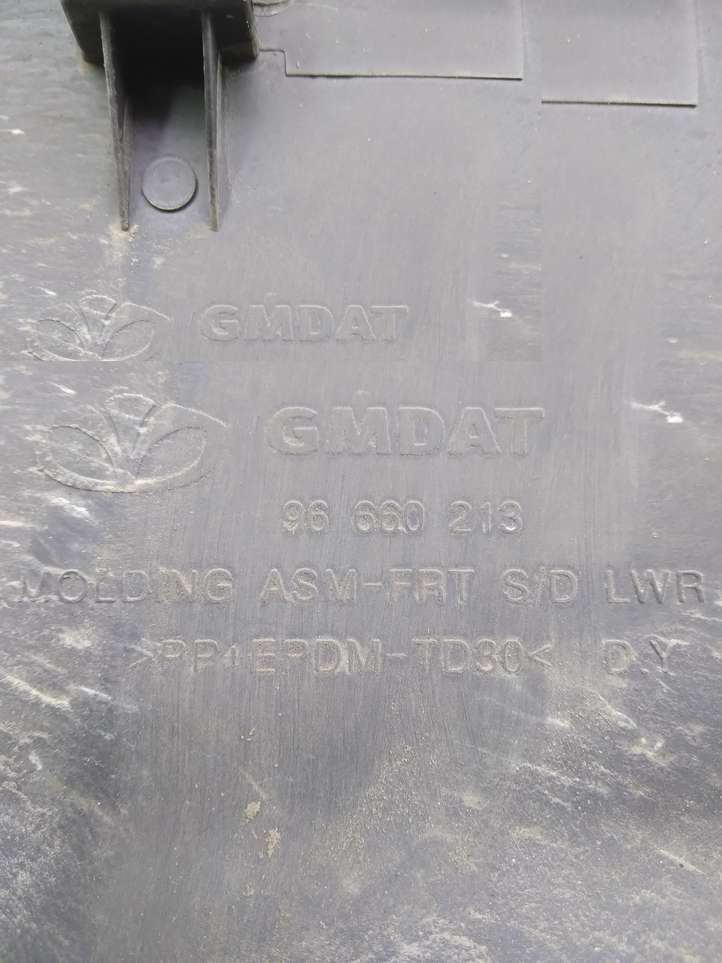 GMDAT
GMDAT
96 660 213
MOLDING ASM-FRT S/D LWR
>PP+EPDM-TD30< D.Y